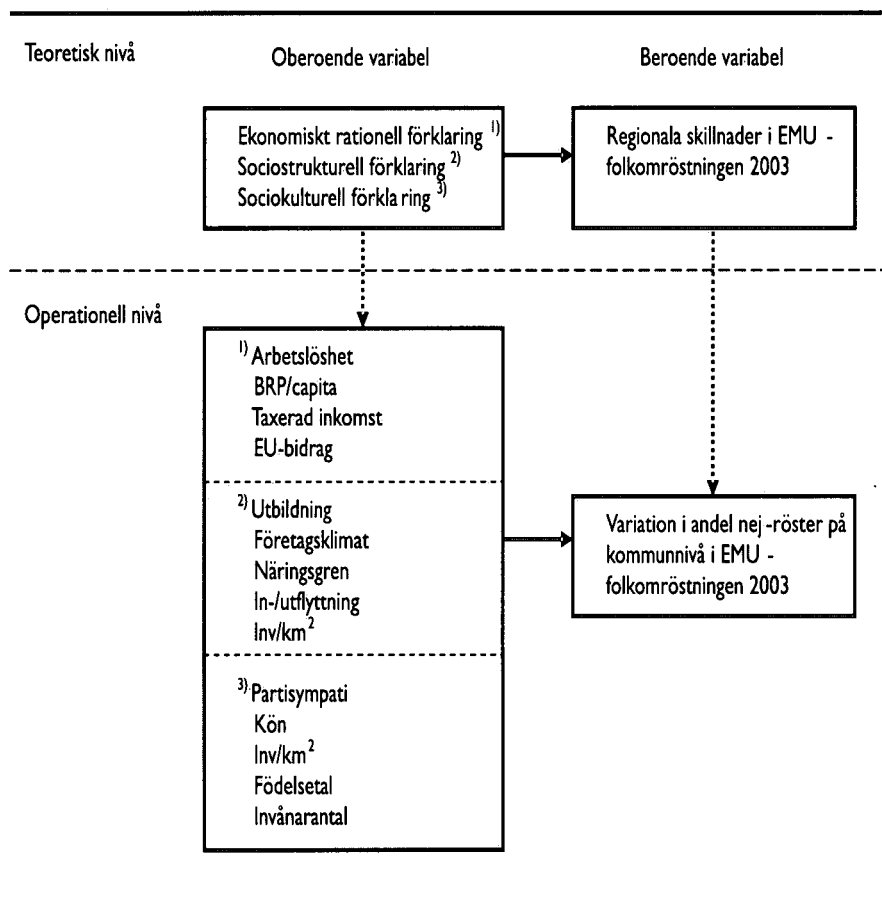 Teoretisk nivå
Oberoende variabel
Beroende variabel
Ekonomiskt rationell förklaring 1)
Sociostrukturell förklaring 2)
Sociokulturell förkla ring 3)
Regionala skillnader i EMU -
folkomröstningen 2003
Operationell nivå
1) Arbetslöshet
BRP/capita
Taxerad inkomst
EU-bidrag
2) Utbildning
Företagsklimat
Näringsgren
In-/utflyttning
Inv/km2
3) Partisympati
Kön
Inv/km2
Födelsetal
Invånarantal
Variation i andel nej -röster på
kommunnivå i EMU -
folkomröstningen 2003